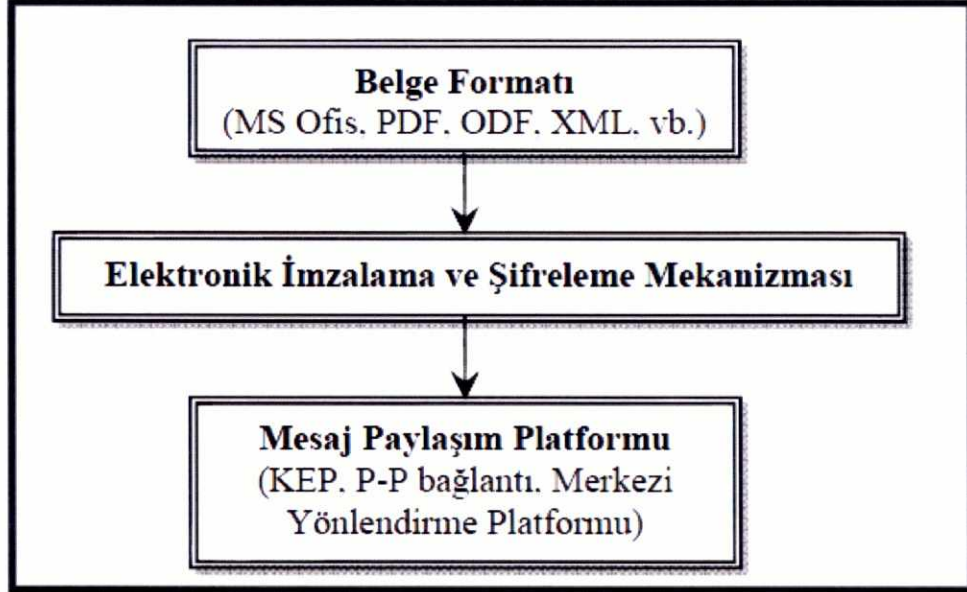 Belge Formatı
(MS Ofis, PDF, ODF, XML, vb.)
Elektronik İmzalama ve Şifreleme Mekanizması
Mesaj Paylaşım Platformu
(KEP, P-P bağlantı, Merkezi
Yönlendirme Platformu)